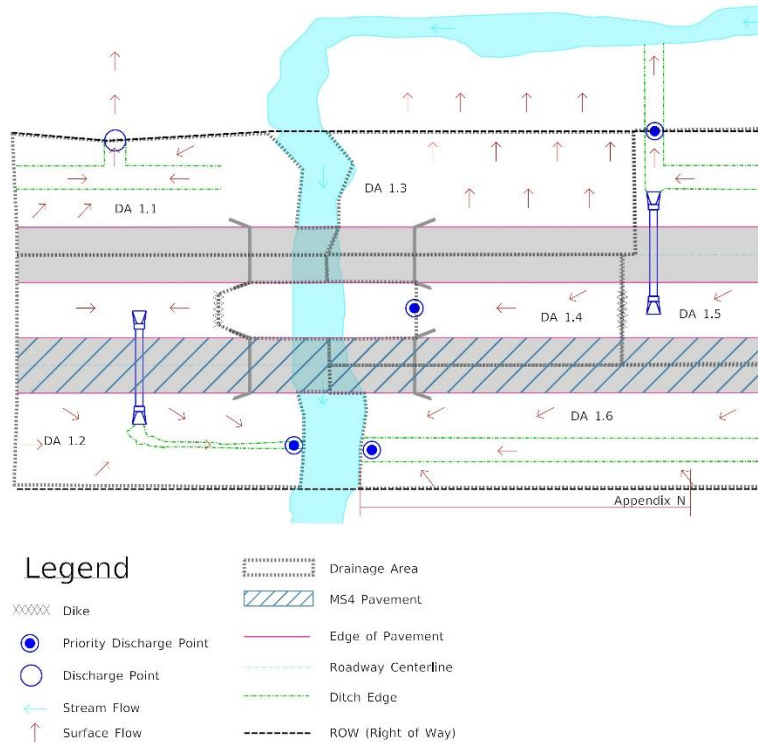 DA 1.3
DA 1.1
DA 1.4
DA 1.5
DA 1.6
DA 1.2
Appendix N
Legend
Dike
Priority Discharge Point
Discharge Point
Stream Flow
Surface Flow
Drainage Area
MS4 Pavement
Edge of Pavement
Roadway Centerline
Ditch Edge
ROW (Right of Way)